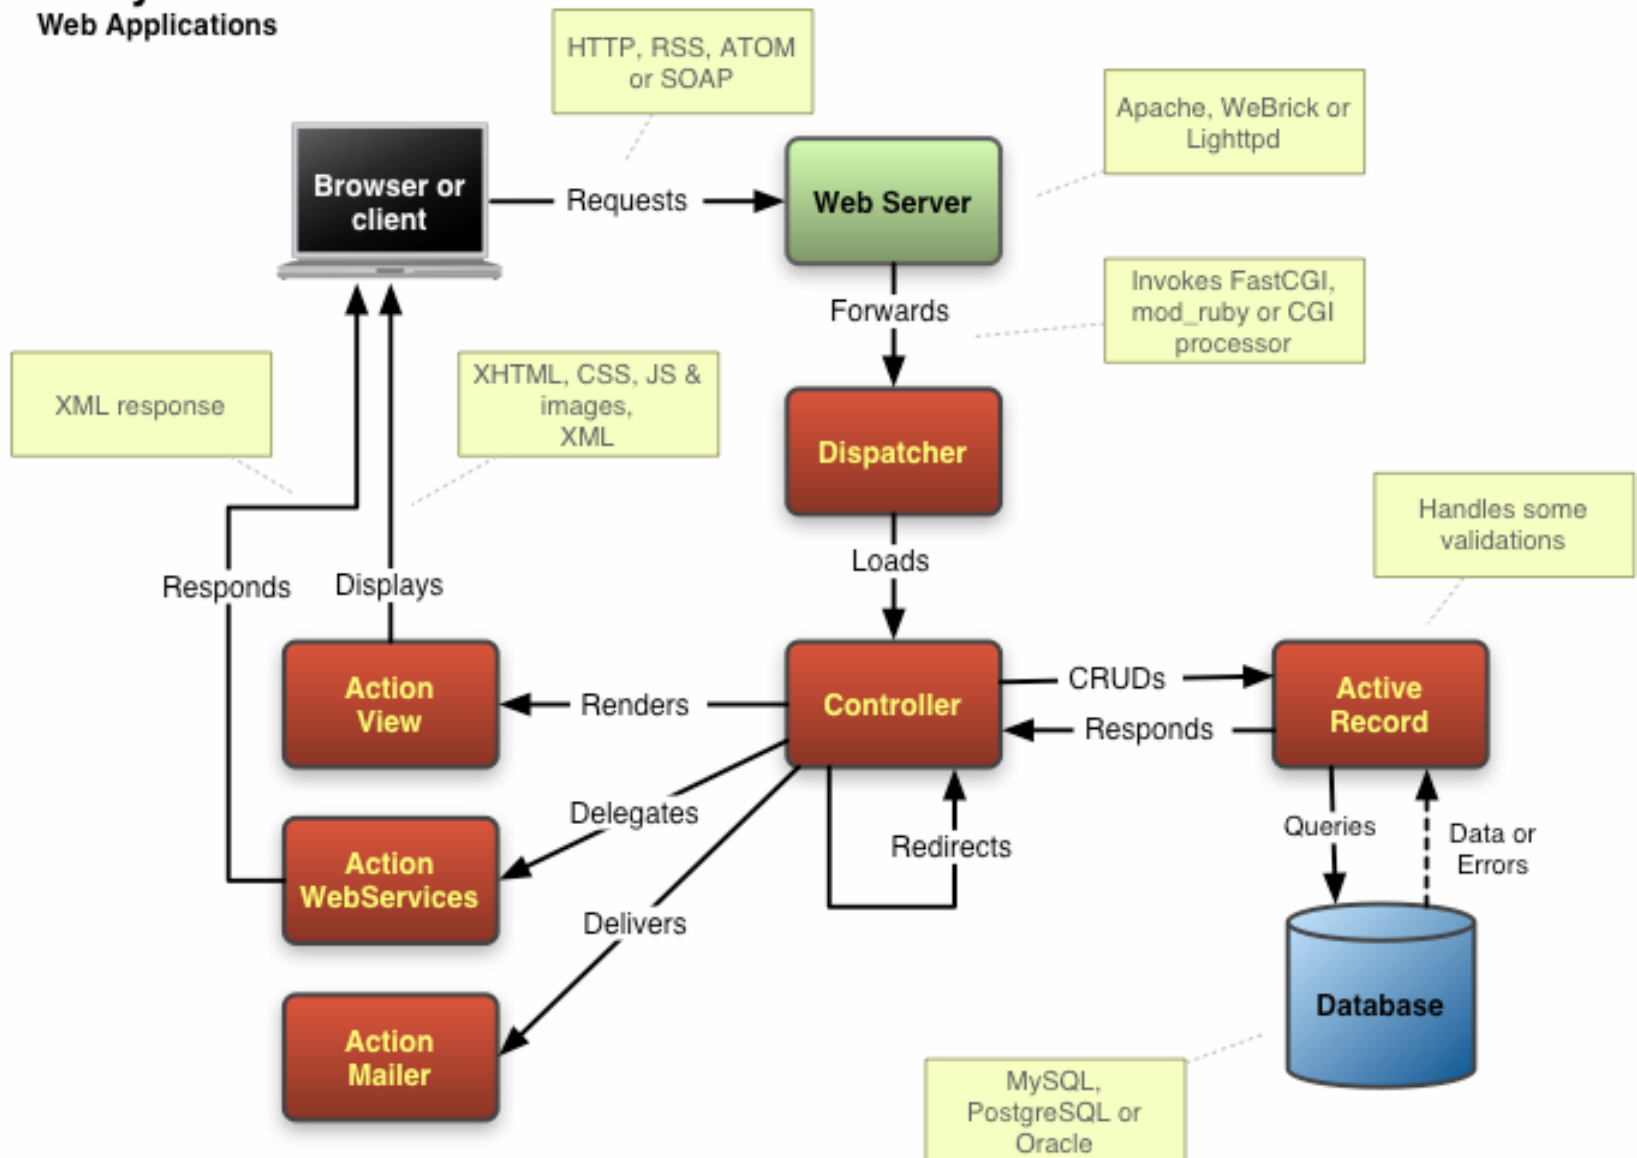 Web Applications
HTTP, RSS, ATOM
or SOAP
Apache, WeBrick or
Lighttpd
Browser or
client
Requests
Web Server
Invokes FastCGI,
mod_ruby or CGI
processor
Forwards
XML response
XHTML, CSS, JS &
images,
XML
Dispatcher
Handles some
validations
Loads
Responds
Displays
Action
View
Renders
Controller
CRUDs
Responds
Active
Record
Delegates
Redirects
Queries
Data or
Errors
Action
WebServices
Delivers
Action
Mailer
Database
MySQL,
PostgreSQL or
Oracle